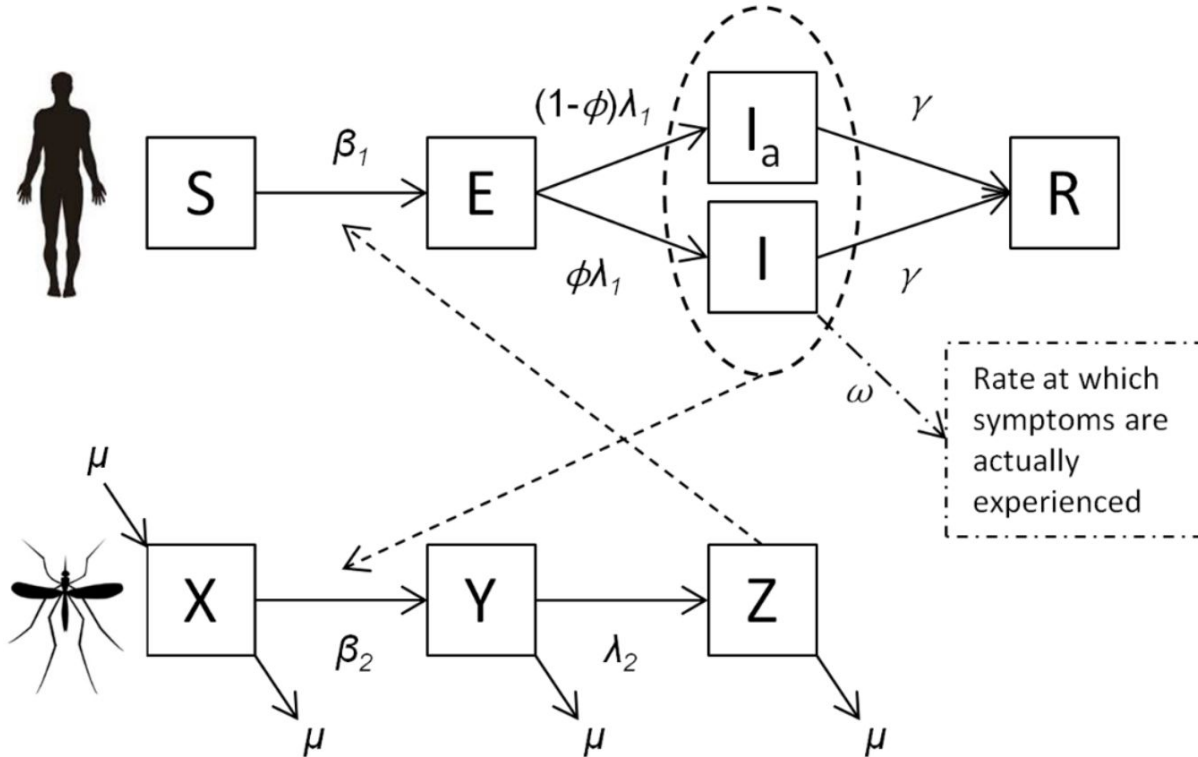 (1-ϕ)λ₁
Iₐ
γ
β₁
S
E
R
I
ϕλ₁
γ
ω
Rate at which
symptoms are
actually
experienced
μ
X
Y
Z
β₂
λ₂
μ
μ
μ